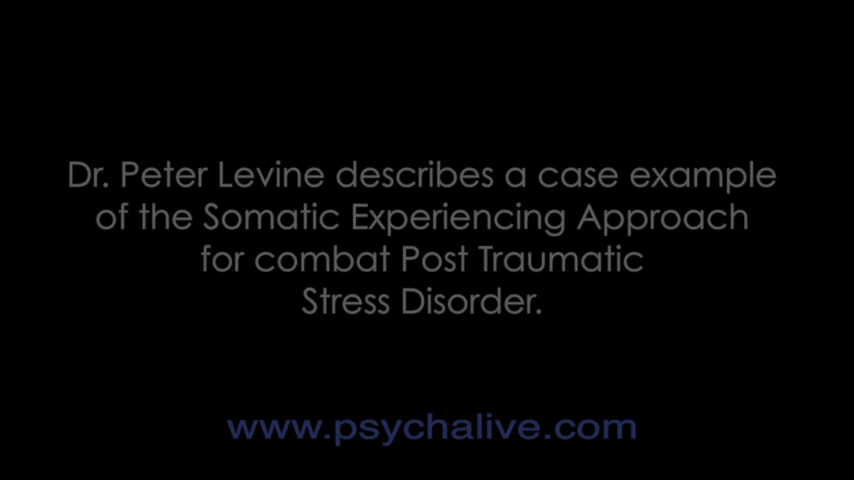 Dr. Peter Levine describes a case example
of the Somatic Experiencing Approach
for combat Post Traumatic
Stress Disorder.
www.psychalive.com